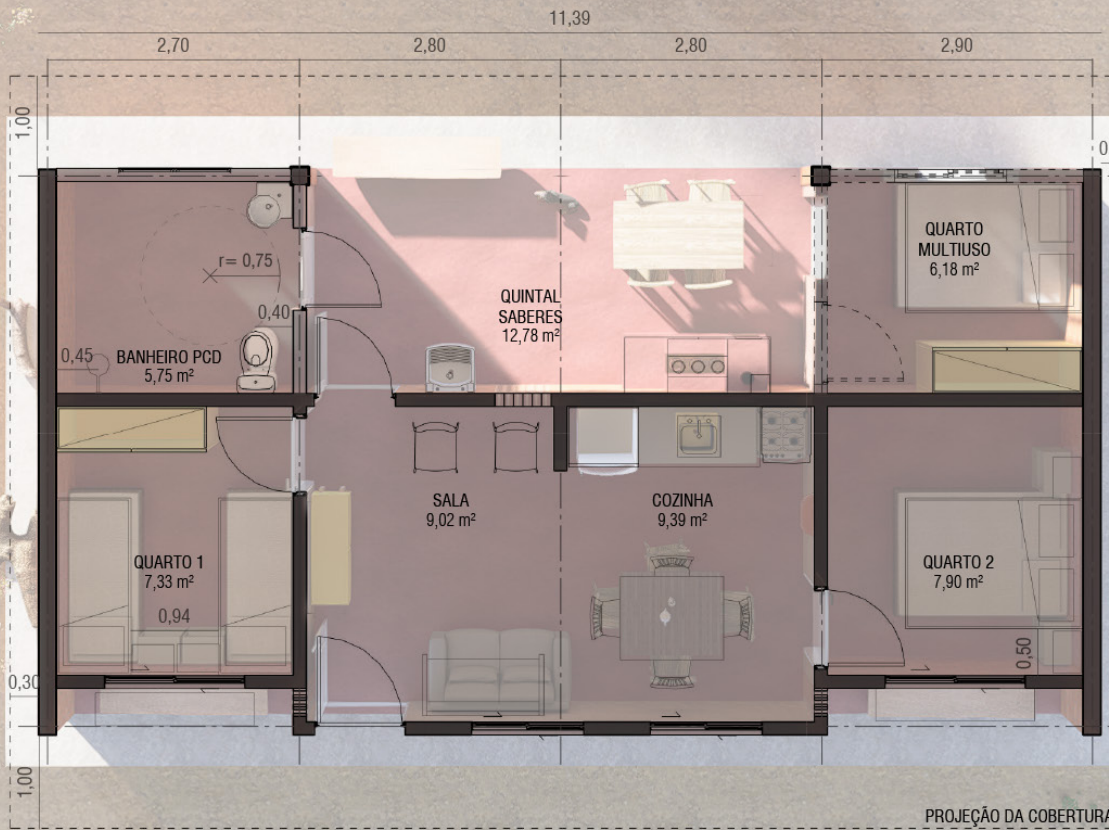 11,39
2,70
2,80
2,80
2,90
1,00
r= 0,75
0,40
0,45
BANHEIRO PCD
5,75 m²
QUINTAL
SABERES
12,78 m²
QUARTO
MULTIUSO
6,18 m²
SALA
9,02 m²
COZINHA
9,39 m²
QUARTO 1
7,33 m²
0,94
QUARTO 2
7,90 m²
0,50
0,30
1,00
PROJEÇÃO DA COBERTURA